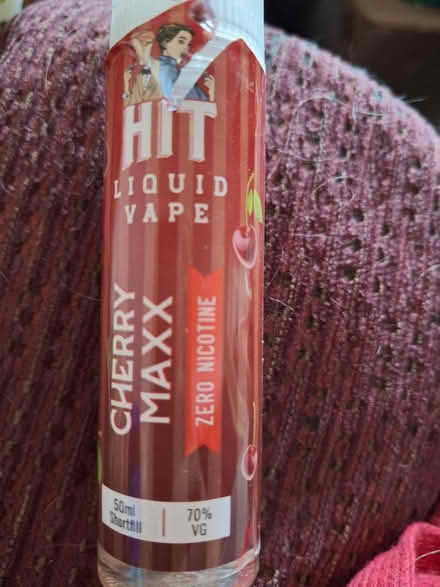 HIT
LIQUID
VAPE
CHERRY
MAXX
ZERO NICOTINE
50ml
Shortfill
70%
VG